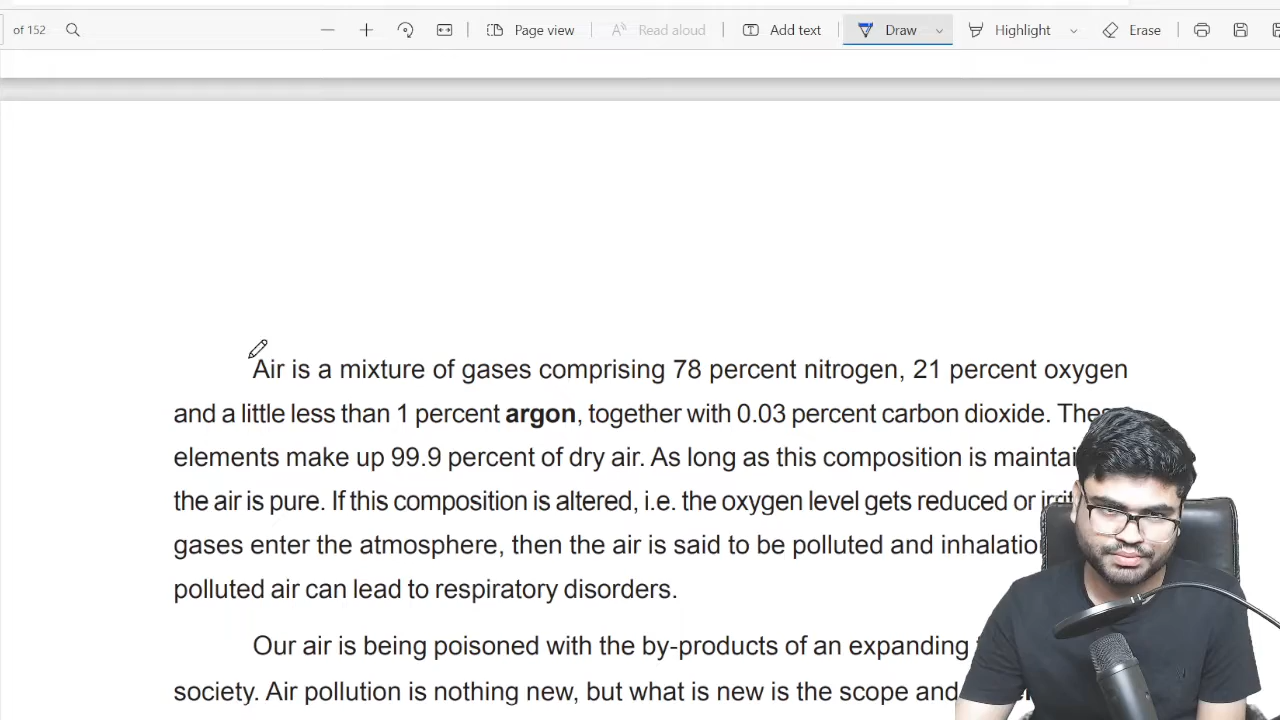 of 152 Page view Read aloud Add text Draw Highlight Erase
Air is a mixture of gases comprising 78 percent nitrogen, 21 percent oxygen
and a little less than 1 percent argon, together with 0.03 percent carbon dioxide. These
elements make up 99.9 percent of dry air. As long as this composition is
the air is pure. If this composition is altered, i.e. the oxygen level gets reduced or
gases enter the atmosphere, then the air is said to be polluted and
polluted air can lead to respiratory disorders.
Our air is being poisoned with the by-products of an expanding
society. Air pollution is nothing new, but what is new is the scope and